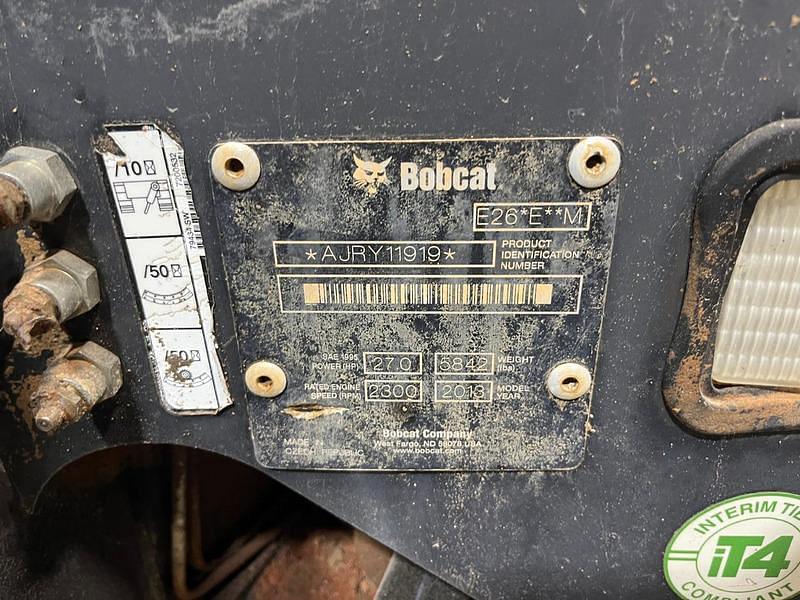 Bobcat
E26*E**M
*AJRY11919*
PRODUCT
IDENTIFICATION
NUMBER
SAE 1995
POWER (HP)
27.0
5842
WEIGHT
(lbs)
RATED ENGINE
SPEED (RPM)
2300
2013
MODEL
YEAR
Bobcat Company
West Fargo, ND 58078 USA
www.bobcat.com
MADE IN
CZECH REPUBLIC
/10
/50
/50
7200632
INTERIM
iT4
COMPLIANT